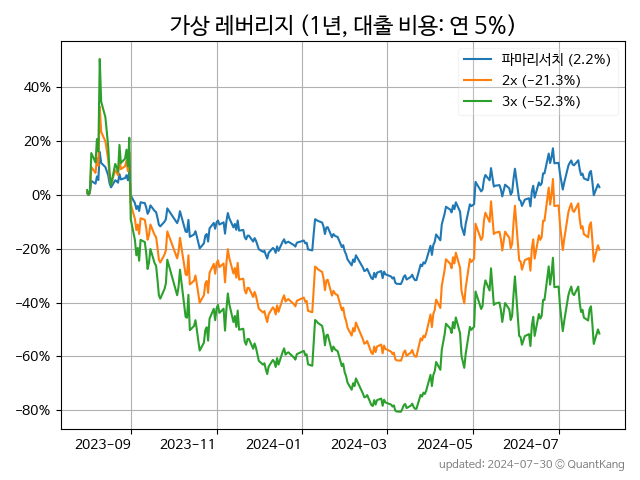 가상 레버리지 (1년, 대출 비용: 연 5%)
파마리서치 (2.2%)
2x (−21.3%)
3x (−52.3%)
40%
20%
0%
−20%
−40%
−60%
−80%
2023-09
2023-11
2024-01
2024-03
2024-05
2024-07
updated: 2024-07-30 © QuantKang